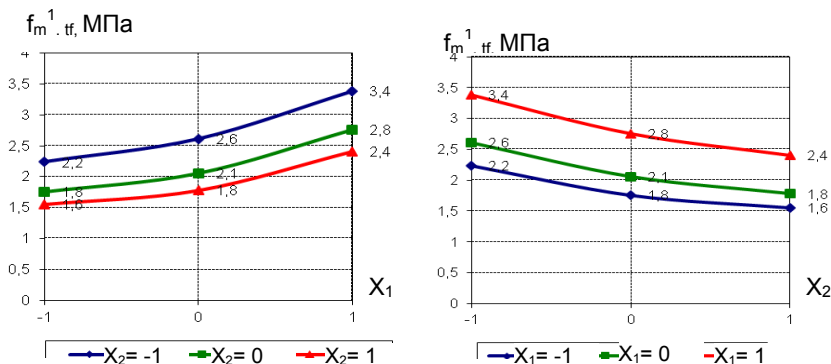 f_m^1 . tf, МПа
4
3,5
3
2,5
2
1,5
1
0,5
0
2,2 2,6 3,4
1,8 2,1 2,8
1,6 1,8 2,4
-1 0 1
X₁
X₂= -1 X₂= 0 X₂= 1
f_m^1 . tf, МПа
4
3,5
3
2,5
2
1,5
1
0,5
0
3,4 2,8 2,4
2,6 2,1 1,8
2,2 1,8 1,6
-1 0 1
X₂
X₁= -1 X₁= 0 X₁= 1